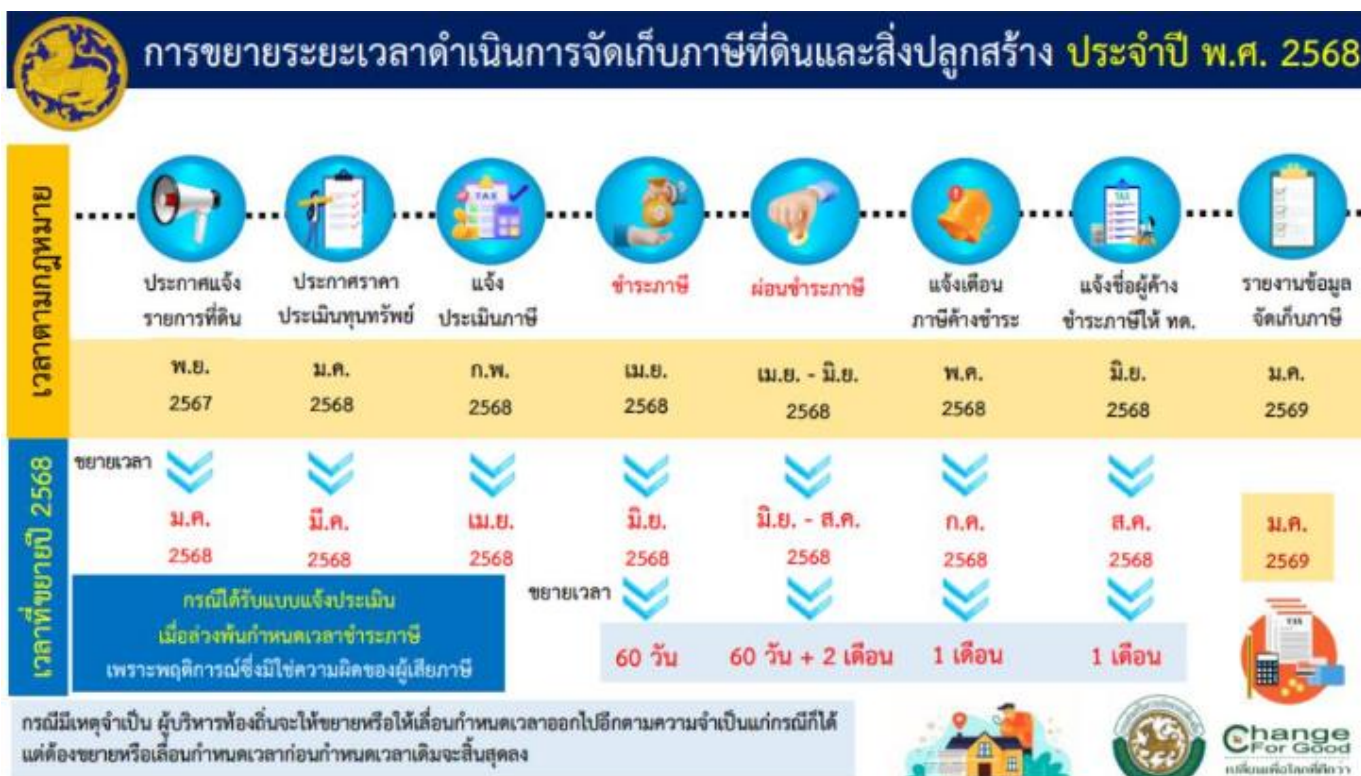 การขยายระยะเวลาดำเนินการจัดเก็บภาษีที่ดินและสิ่งปลูกสร้าง ประจำปี พ.ศ. 2568
เวลาตามกฎหมาย
ประกาศแจ้ง
รายการที่ดิน
ประกาศราคา
ประเมินทุนทรัพย์
แจ้ง
ประเมินภาษี
ชำระภาษี
ผ่อนชำระภาษี
แจ้งเตือน
ภาษีค้างชำระ
แจ้งชื่อผู้ค้าง
ชำระภาษีให้ ทด.
รายงานข้อมูล
จัดเก็บภาษี
พ.ย. ม.ค. ก.พ. เม.ย. เม.ย. - มิ.ย. พ.ค. มิ.ย. ม.ค.
2567 2568 2568 2568 2568 2568 2568 2569
เวลาที่ขยายปี 2568
ขยายเวลา
ม.ค. มี.ค. เม.ย. มิ.ย. มิ.ย. - ส.ค. ก.ค. ส.ค. ม.ค.
2568 2568 2568 2568 2568 2568 2568 2569
กรณีได้รับแบบแจ้งประเมิน
เมื่อล่วงพ้นกำหนดเวลาชำระภาษี
เพราะพฤติการณ์ซึ่งมิใช่ความผิดของผู้เสียภาษี
ขยายเวลา
60 วัน 60 วัน + 2 เดือน 1 เดือน 1 เดือน
กรณีมีเหตุจำเป็น ผู้บริหารท้องถิ่นจะให้ขยายหรือให้เลื่อนกำหนดเวลาออกไปอีกตามความจำเป็นแก่กรณีก็ได้
แต่ต้องขยายหรือเลื่อนกำหนดเวลาก่อนกำหนดเวลาเดิมจะสิ้นสุดลง
TAX
TAX
TAX
Change
For Good
เปลี่ยนเพื่อโลกที่ดีกว่า